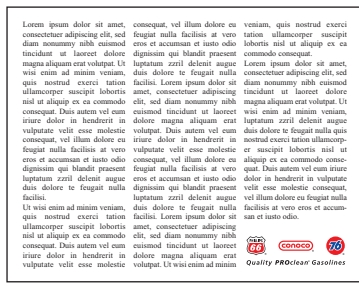 Lorem ipsum dolor sit amet,
consectetuer adipiscing elit, sed
diam nonummy nibh euismod
tincidunt ut laoreet dolore
magna aliquam erat volutpat. Ut
wisi enim ad minim veniam,
quis nostrud exerci tation
ullamcorper suscipit lobortis
nisl ut aliquip ex ea commodo
consequat. Duis autem vel eum
iriure dolor in hendrerit in
vulputate velit esse molestie
consequat, vel illum dolore eu
feugiat nulla facilisis at vero
eros et accumsan et iusto odio
dignissim qui blandit praesent
luptatum zzril delenit augue
duis dolore te feugait nulla
facilisi.
Ut wisi enim ad minim veniam,
quis nostrud exerci tation
ullamcorper suscipit lobortis
nisl ut aliquip ex ea commodo
consequat. Duis autem vel eum
iriure dolor in hendrerit in
vulputate velit esse molestie
consequat, vel illum dolore eu
feugiat nulla facilisis at vero
eros et accumsan et iusto odio
dignissim qui blandit praesent
luptatum zzril delenit augue
duis dolore te feugait nulla
facilisi. Lorem ipsum dolor sit
amet, consectetuer adipiscing
elit, sed diam nonummy nibh
euismod tincidunt ut laoreet
dolore magna aliquam erat
volutpat. Duis autem vel eum
iriure dolor in hendrerit in
vulputate velit esse molestie
consequat, vel illum dolore eu
feugiat nulla facilisis at vero
eros et accumsan et iusto odio
dignissim qui blandit praesent
luptatum zzril delenit augue
duis dolore te feugait nulla
facilisi. Lorem ipsum dolor sit
amet, consectetuer adipiscing
elit, sed diam nonummy nibh
euismod tincidunt ut laoreet
dolore magna aliquam erat
volutpat. Ut wisi enim ad minim
veniam, quis nostrud exerci
tation ullamcorper suscipit
lobortis nisl ut aliquip ex ea
commodo consequat.
Lorem ipsum dolor sit amet,
consectetuer adipiscing elit, sed
diam nonummy nibh euismod
tincidunt ut laoreet dolore
magna aliquam erat volutpat. Ut
wisi enim ad minim veniam,
luptatum zzril delenit augue
duis dolore te feugait nulla quis
nostrud exerci tation ullamcorp-
er suscipit lobortis nisl ut
aliquip ex ea commodo conse-
quat. Duis autem vel eum iriure
dolor in hendrerit in vulputate
velit esse molestie consequat,
vel illum dolore eu feugiat nulla
facilisis at vero eros et accum-
san et iusto odio.
PHILLIPS
66
conoco
76
Quality PROclean Gasolines